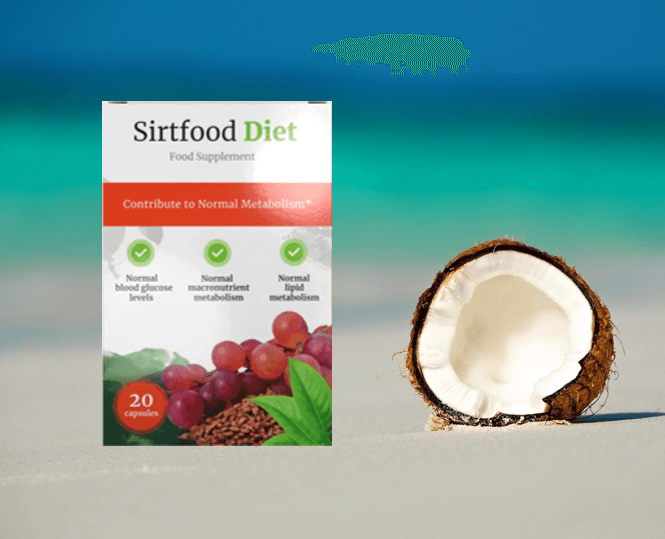 Sirtfood Diet
Food Supplement
Contribute to Normal Metabolism*
Normal
blood glucose
levels
Normal
macronutrient
metabolism
Normal
lipid
metabolism
20
capsules